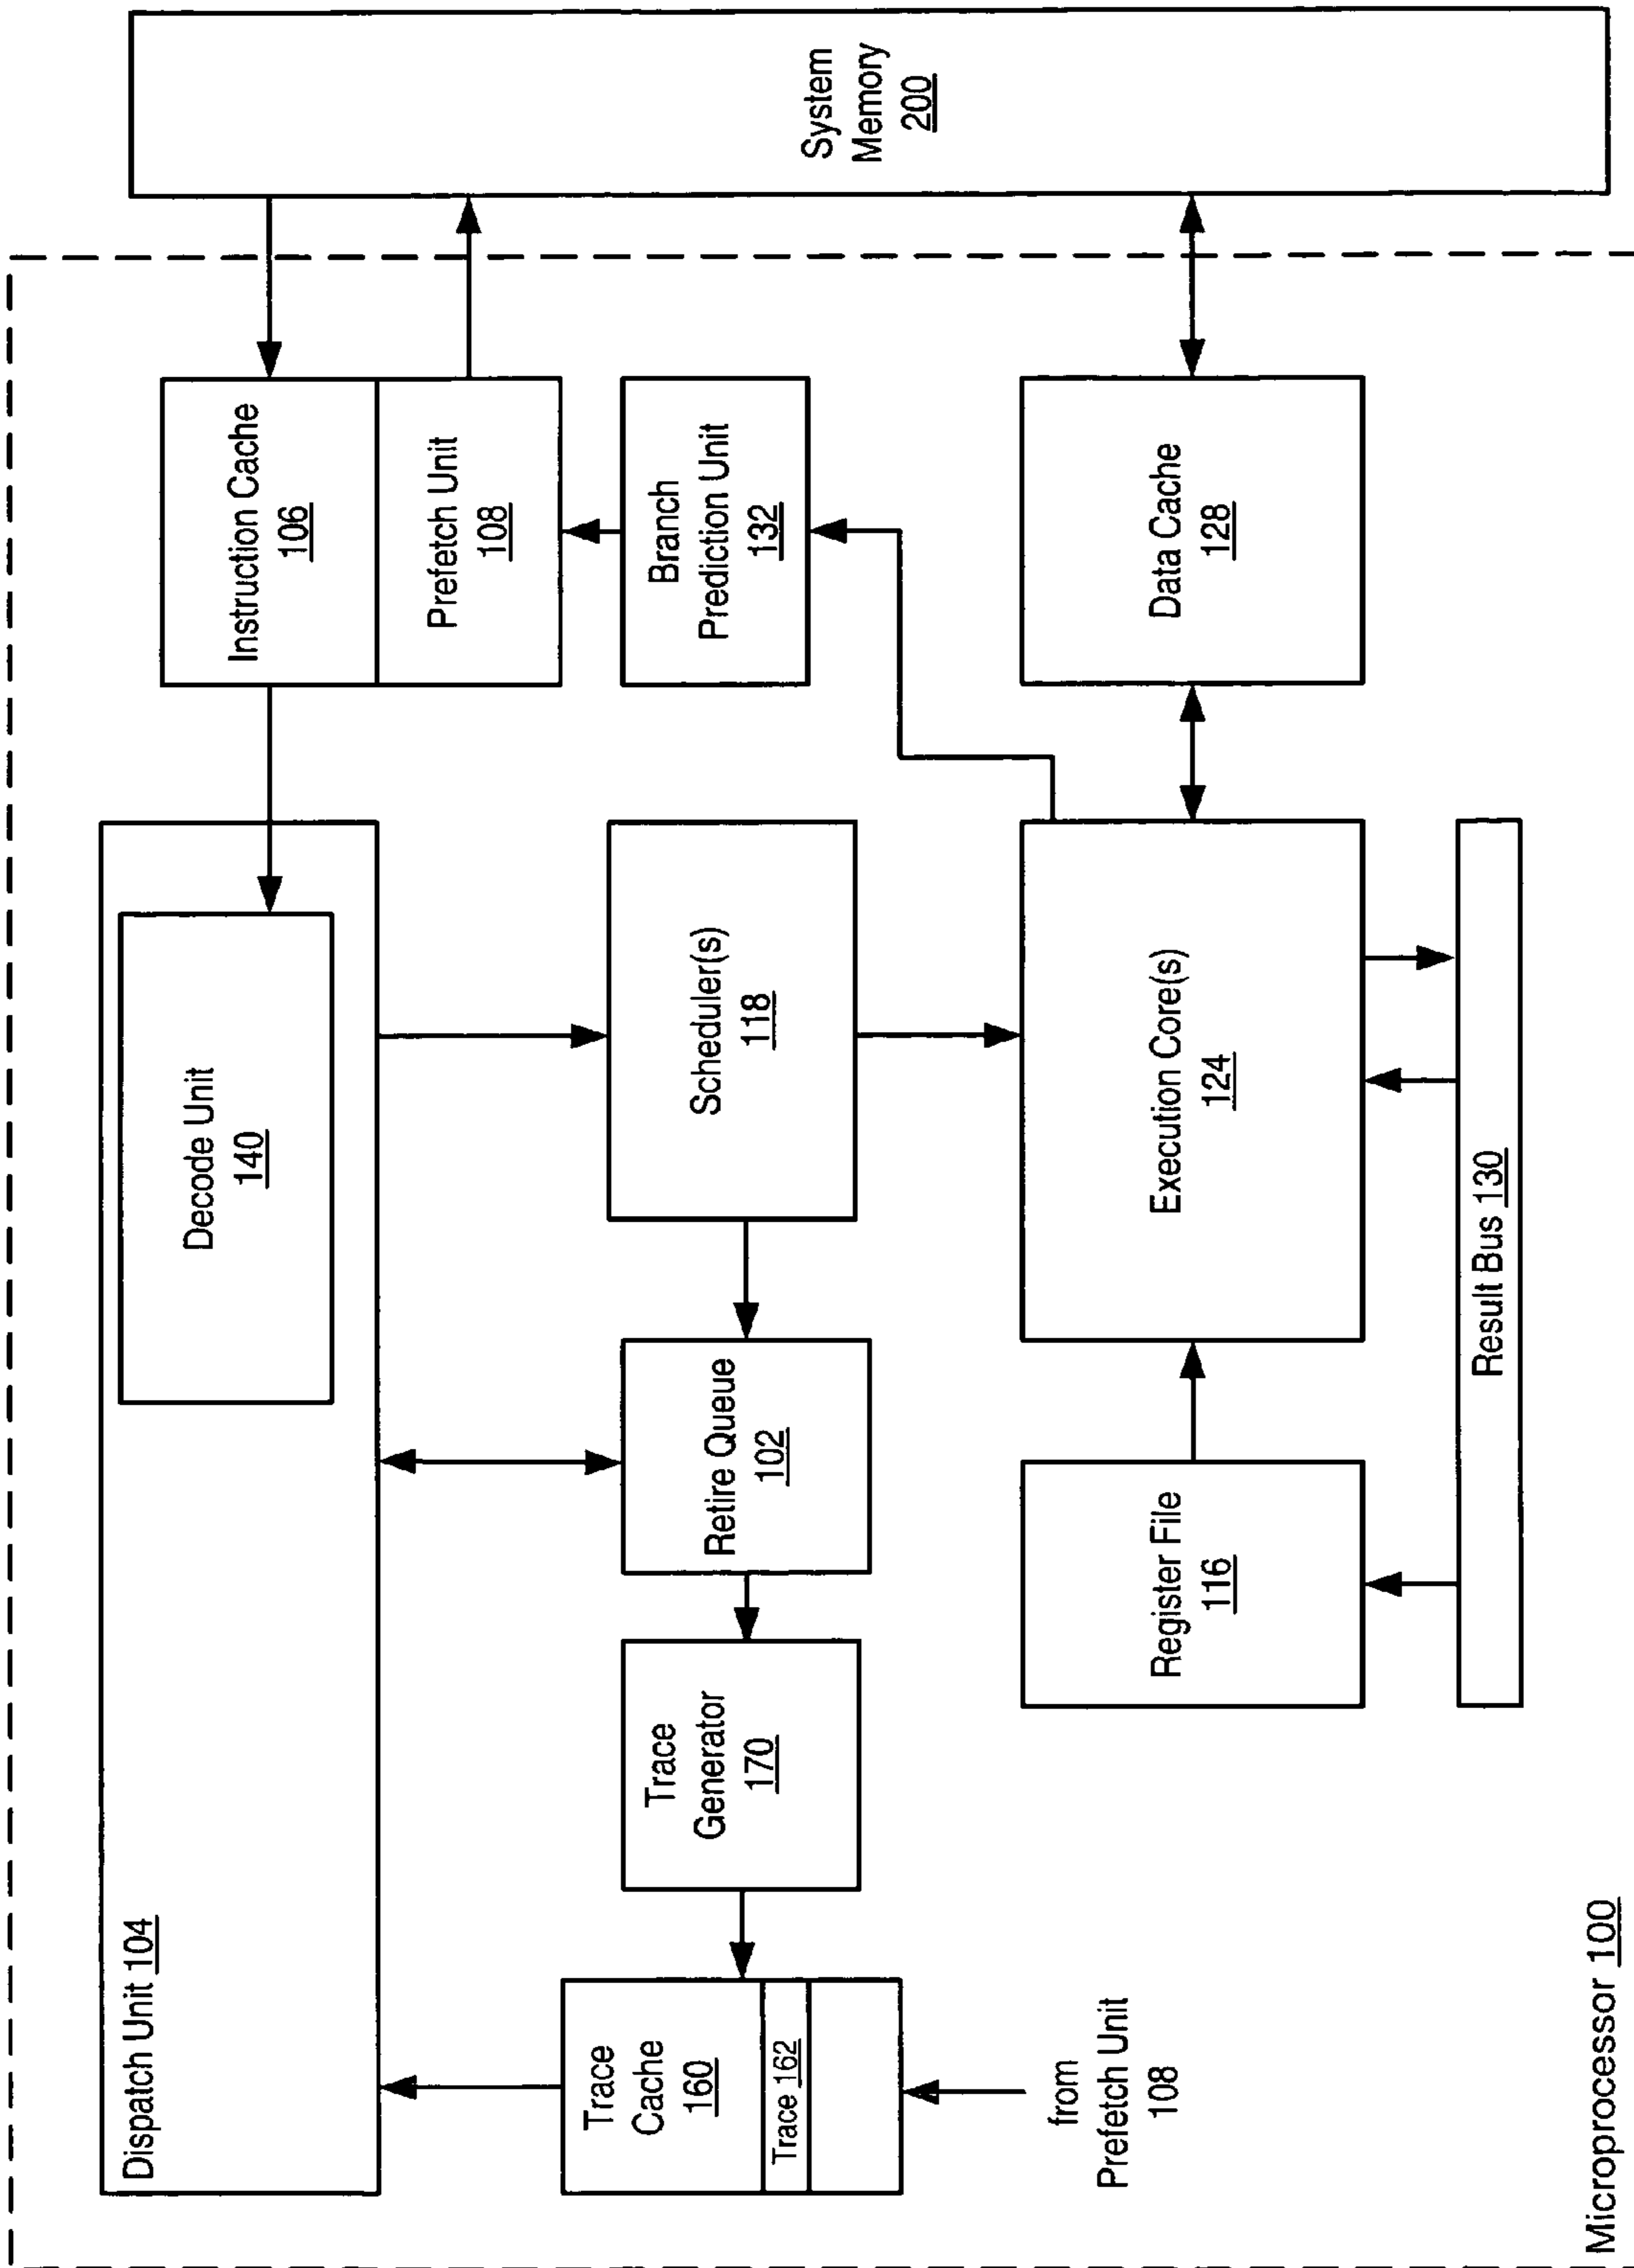 System
Memory
200
Instruction Cache
106
Prefetch Unit
108
Branch
Prediction Unit
132
Data Cache
128
Dispatch Unit 104
Decode Unit
140
Scheduler(s)
118
Execution Core(s)
124
Retire Queue
102
Register File
116
Result Bus 130
Trace
Generator
170
Trace
Cache
160
Trace 162
from
Prefetch Unit
108
Microprocessor 100